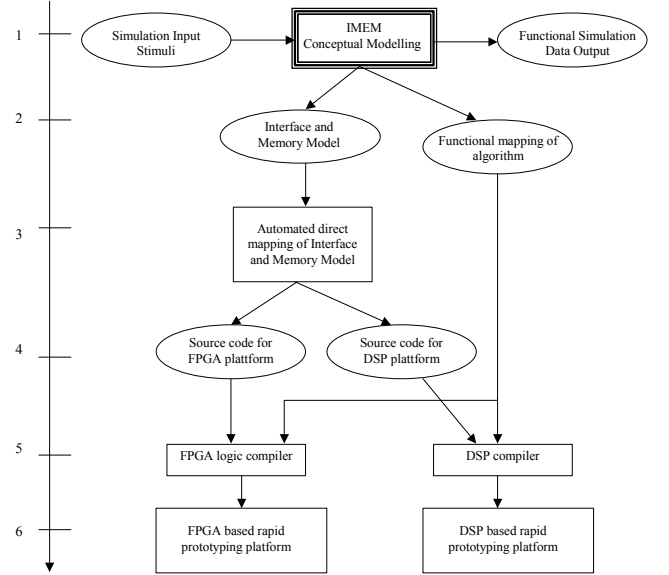 1
Simulation Input
Stimuli
IMEM
Conceptual Modelling
Functional Simulation
Data Output
2
Interface and
Memory Model
Functional mapping of
algorithm
3
Automated direct
mapping of Interface
and Memory Model
4
Source code for
FPGA plattform
Source code for
DSP plattform
5
FPGA logic compiler
DSP compiler
6
FPGA based rapid
prototyping platform
DSP based rapid
prototyping platform